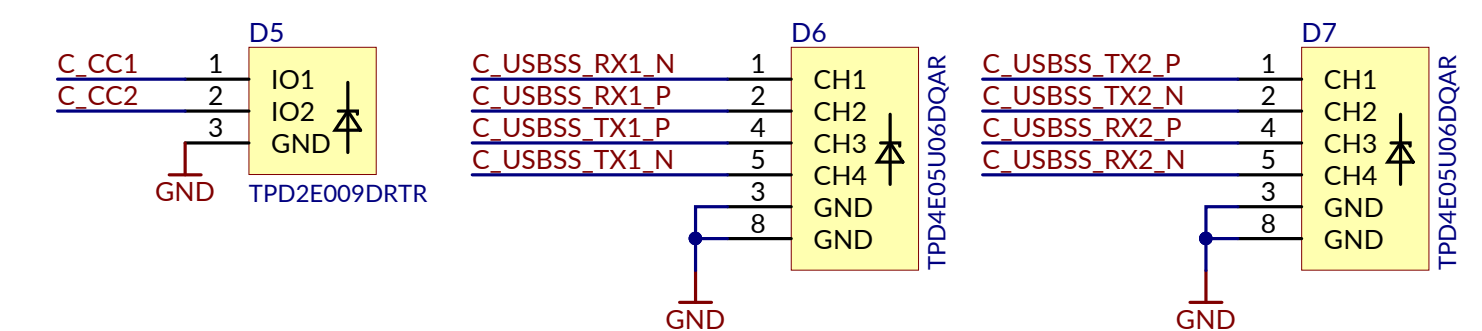 D5
C_CC1 1 IO1
C_CC2 2 IO2
3 GND
GND
TPD2E009DRTR
D6
C_USBSS_RX1_N 1 CH1
C_USBSS_RX1_P 2 CH2
C_USBSS_TX1_P 4 CH3
C_USBSS_TX1_N 5 CH4
3 GND
8 GND
GND
TPD4E05U06DQAR
D7
C_USBSS_TX2_P 1 CH1
C_USBSS_TX2_N 2 CH2
C_USBSS_RX2_P 4 CH3
C_USBSS_RX2_N 5 CH4
3 GND
8 GND
GND
TPD4E05U06DQAR